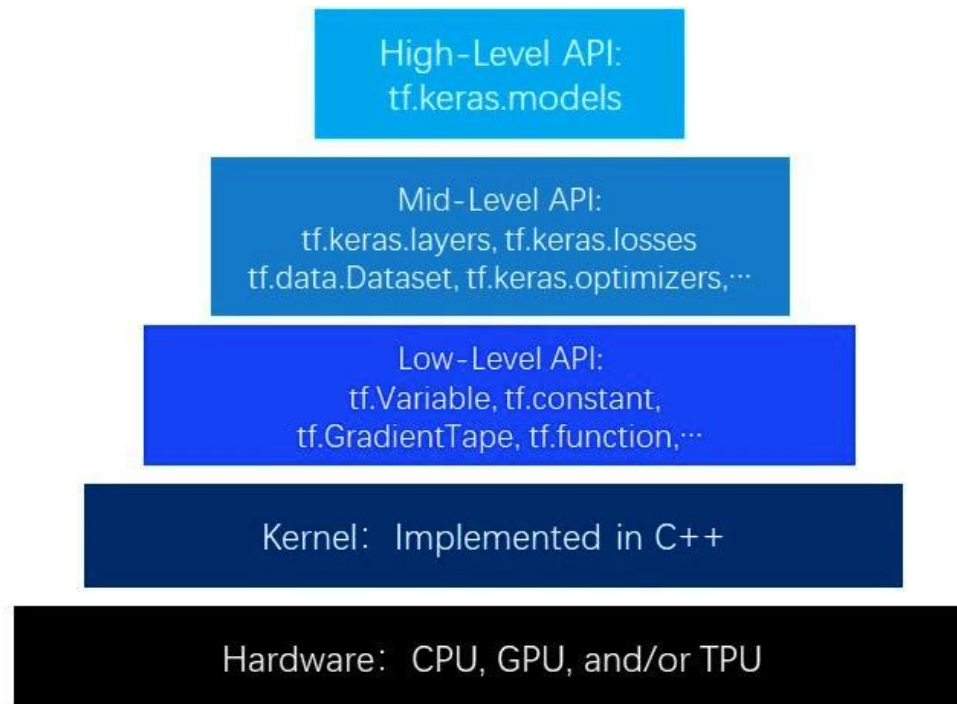 High-Level API:
tf.keras.models
Mid-Level API:
tf.keras.layers, tf.keras.losses
tf.data.Dataset, tf.keras.optimizers,···
Low-Level API:
tf.Variable, tf.constant,
tf.GradientTape, tf.function,···
Kernel： Implemented in C++
Hardware： CPU, GPU, and/or TPU